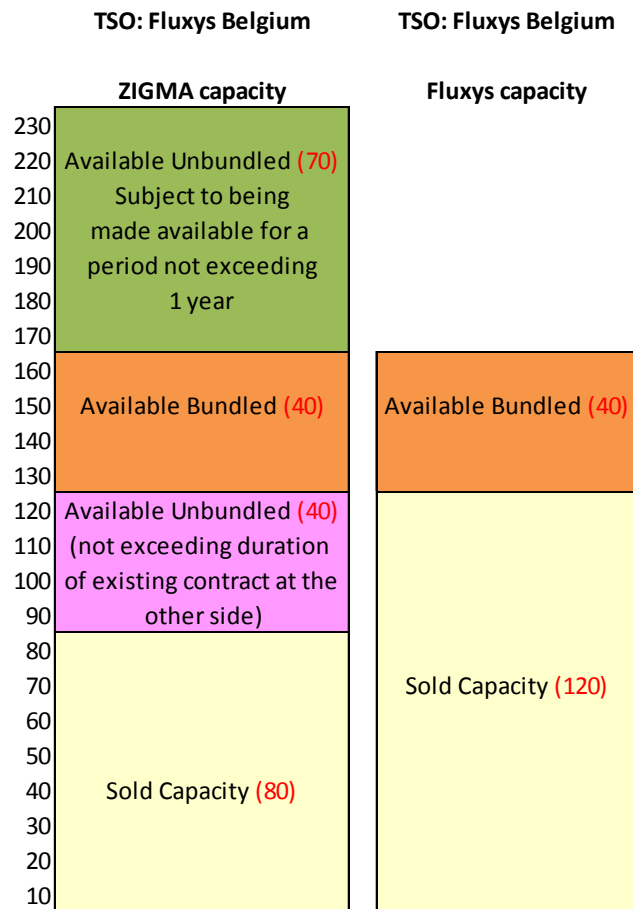 TSO: Fluxys Belgium
TSO: Fluxys Belgium
ZIGMA capacity
Fluxys capacity
230
220
210
200
190
180
170
160
150
140
130
120
110
100
90
80
70
60
50
40
30
20
10
Available Unbundled (70)
Subject to being
made available for a
period not exceeding
1 year
Available Bundled (40)
Available Unbundled (40)
(not exceeding duration
of existing contract at the
other side)
Sold Capacity (80)
Available Bundled (40)
Sold Capacity (120)